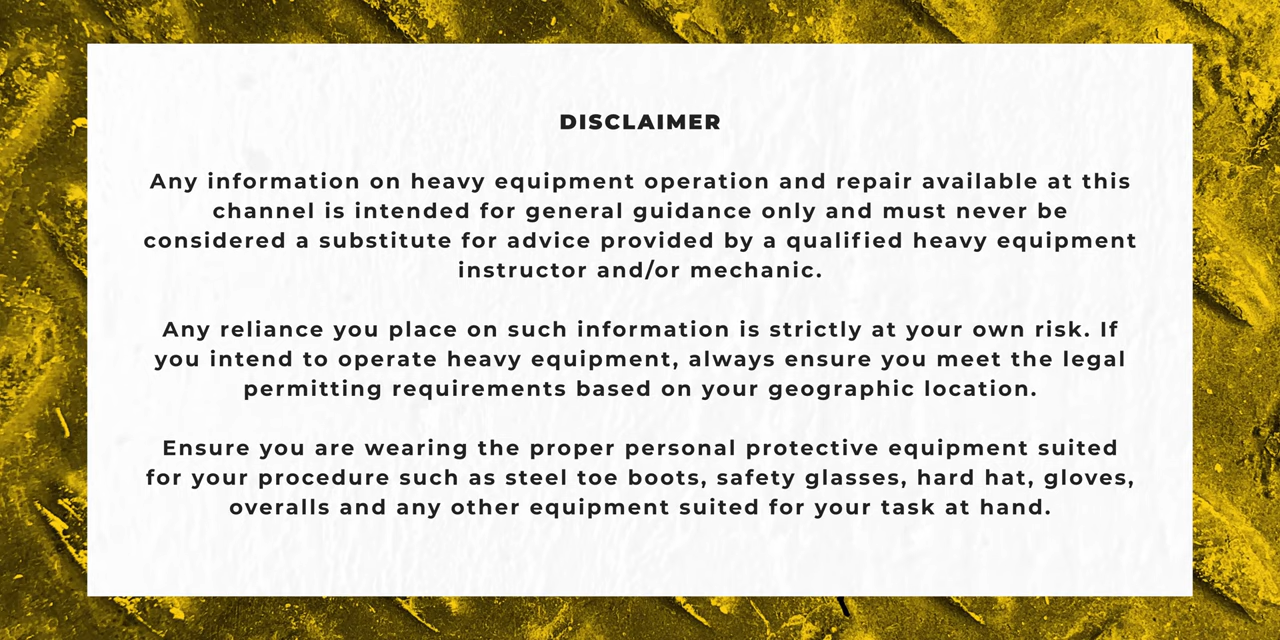 DISCLAIMER
Any information on heavy equipment operation and repair available at this
channel is intended for general guidance only and must never be
considered a substitute for advice provided by a qualified heavy equipment
instructor and/or mechanic.
Any reliance you place on such information is strictly at your own risk. If
you intend to operate heavy equipment, always ensure you meet the legal
permitting requirements based on your geographic location.
Ensure you are wearing the proper personal protective equipment suited
for your procedure such as steel toe boots, safety glasses, hard hat, gloves,
overalls and any other equipment suited for your task at hand.